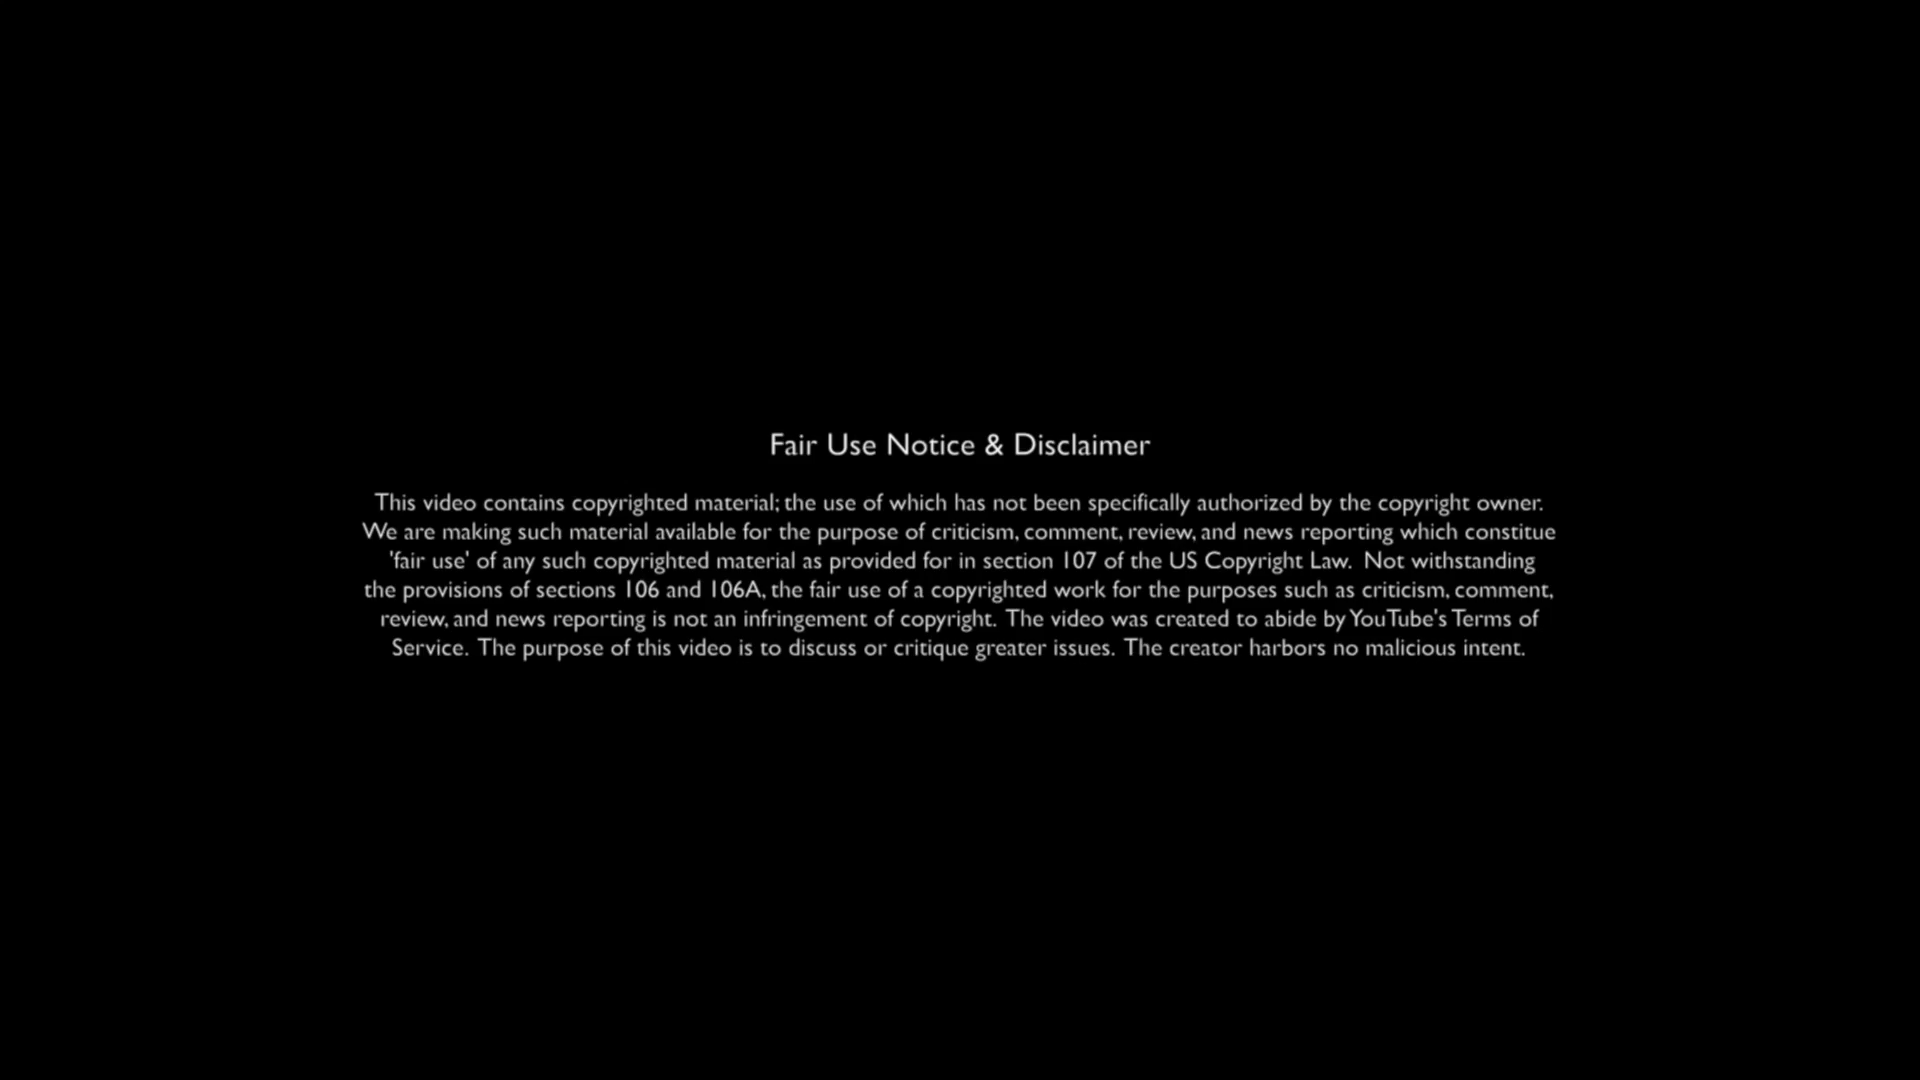 Fair Use Notice & Disclaimer
This video contains copyrighted material; the use of which has not been specifically authorized by the copyright owner.
We are making such material available for the purpose of criticism, comment, review, and news reporting which constitue
'fair use' of any such copyrighted material as provided for in section 107 of the US Copyright Law. Not withstanding
the provisions of sections 106 and 106A, the fair use of a copyrighted work for the purposes such as criticism, comment,
review, and news reporting is not an infringement of copyright. The video was created to abide by YouTube's Terms of
Service. The purpose of this video is to discuss or critique greater issues. The creator harbors no malicious intent.